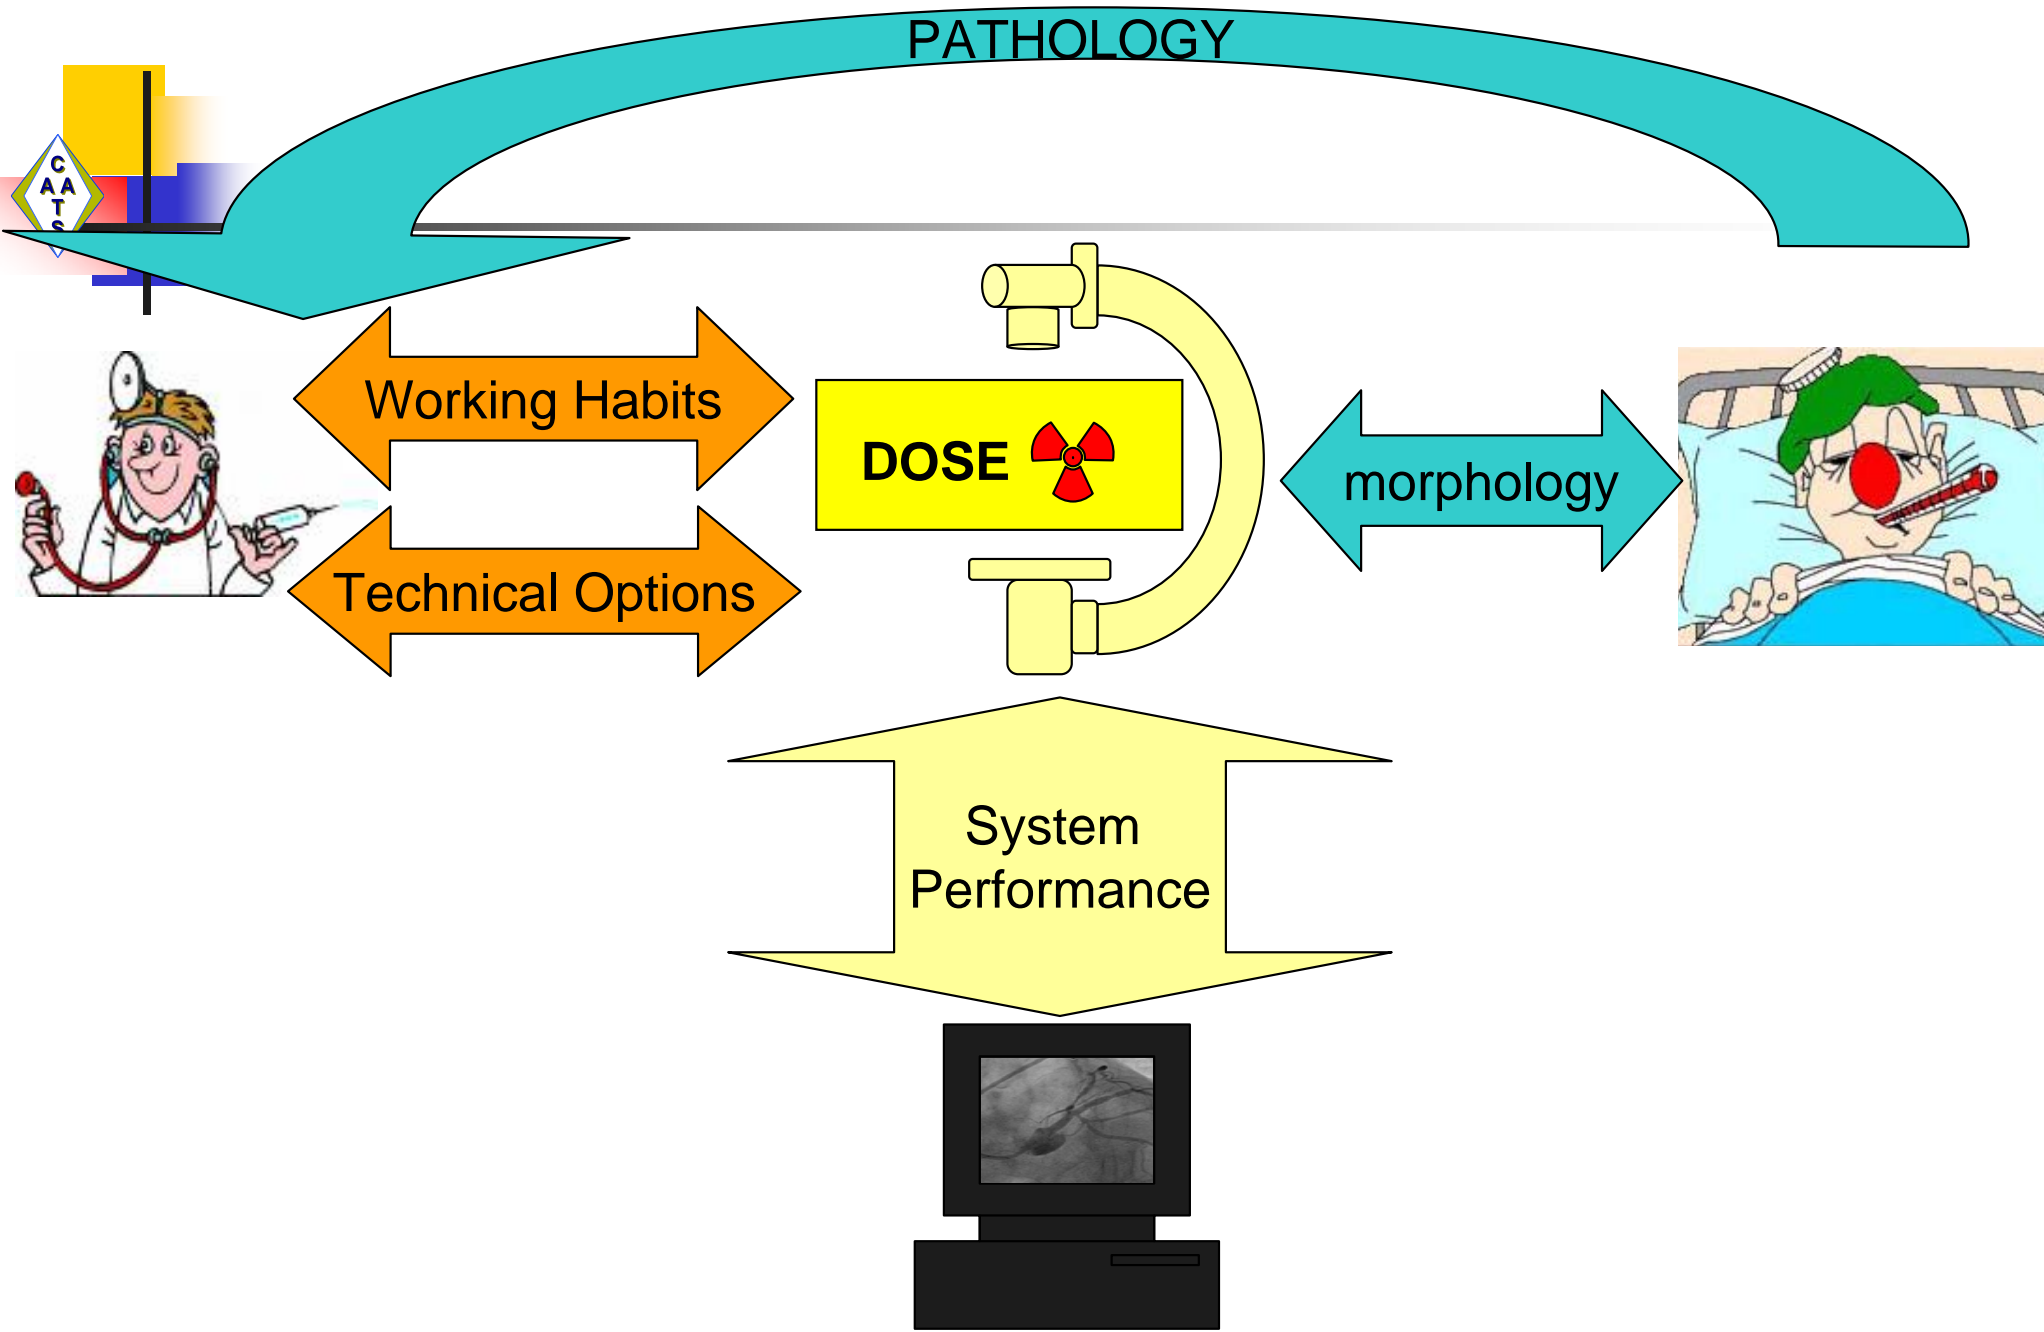 PATHOLOGY
C
A A
T
S
Working Habits
DOSE
morphology
Technical Options
System
Performance